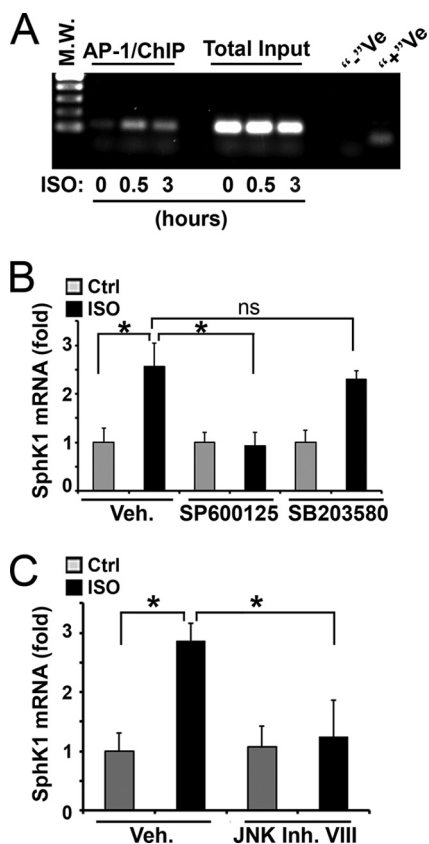 A
M.W.
AP-1/ChIP
Total Input
“-”Ve
“+”Ve
ISO: 0 0.5 3 0 0.5 3
(hours)
B
Ctrl
ISO
SphK1 mRNA (fold)
3
2
1
0
*
*
ns
Veh.
SP600125
SB203580
C
Ctrl
ISO
SphK1 mRNA (fold)
3
2
1
0
*
*
Veh.
JNK Inh. VIII